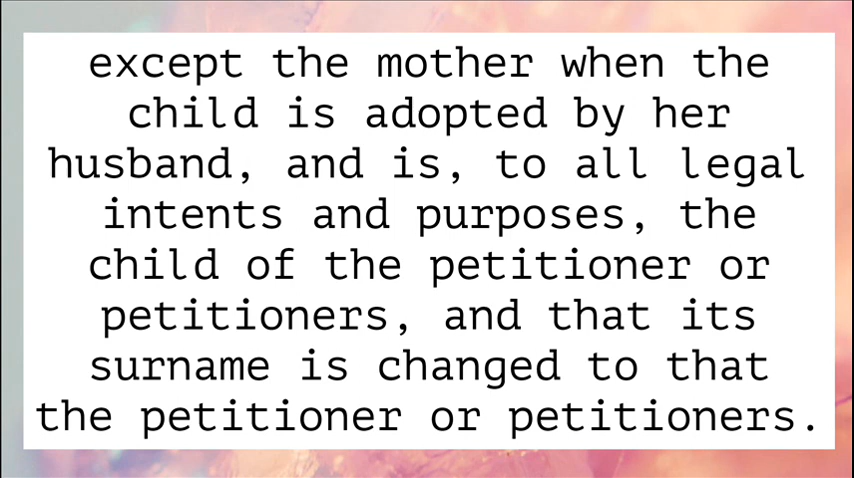 except the mother when the
child is adopted by her
husband, and is, to all legal
intents and purposes, the
child of the petitioner or
petitioners, and that its
surname is changed to that
the petitioner or petitioners.